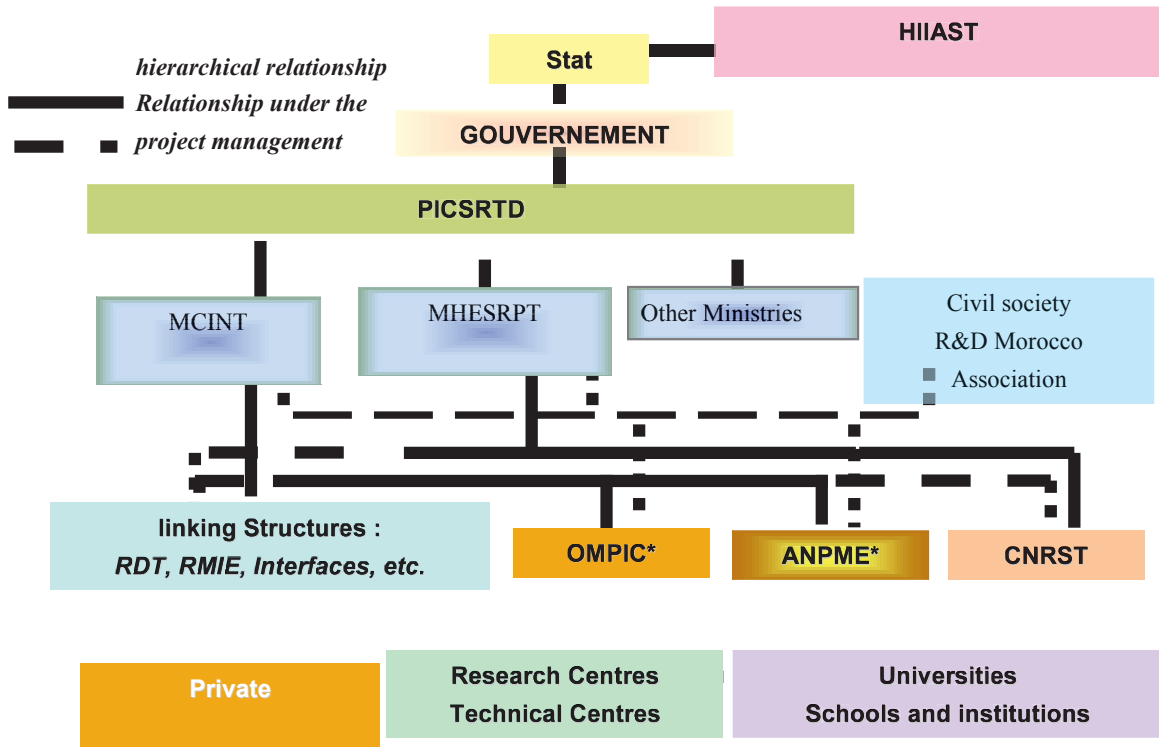 HIIAST
Stat
hierarchical relationship
Relationship under the
project management
GOUVERNEMENT
PICSRTD
MCINT
MHESRPT
Other Ministries
Civil society
R&D Morocco
Association
linking Structures :
RDT, RMIE, Interfaces, etc.
OMPIC*
ANPME*
CNRST
Private
Research Centres
Technical Centres
Universities
Schools and institutions